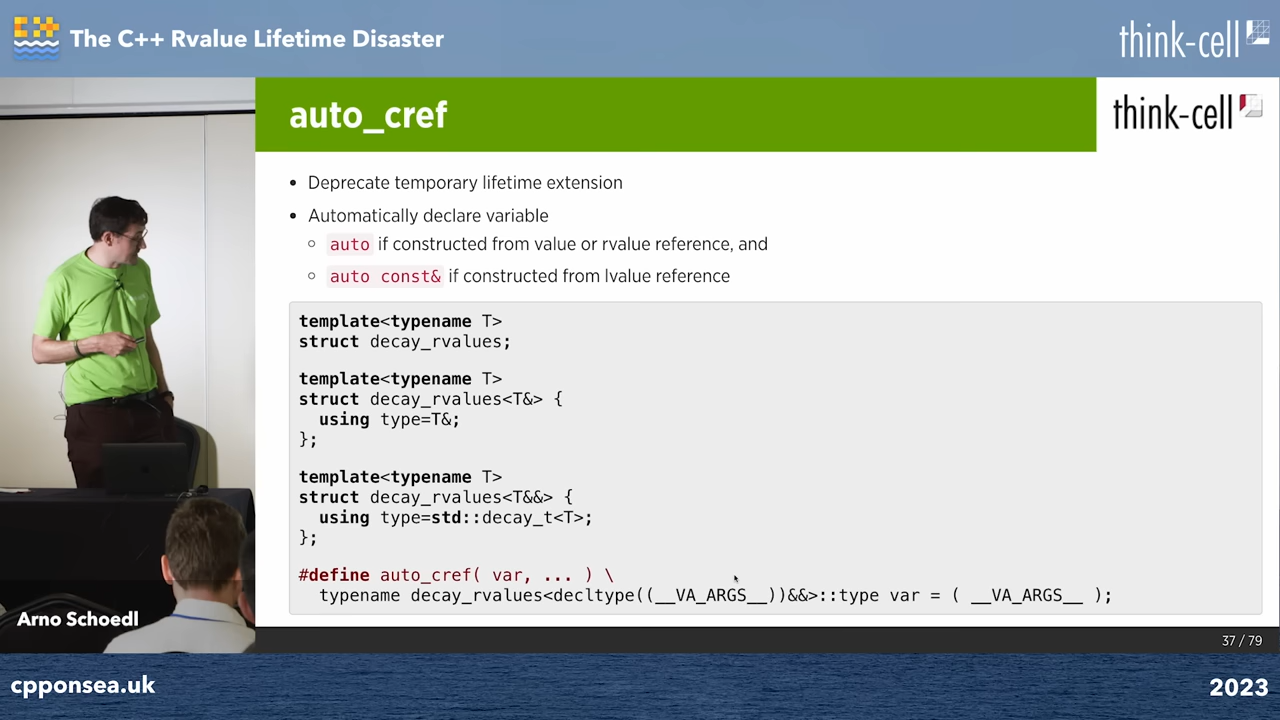 The C++ Rvalue Lifetime Disaster
think-cell
auto_cref
think-cell
• Deprecate temporary lifetime extension
• Automatically declare variable
○ auto if constructed from value or rvalue reference, and
○ auto const& if constructed from lvalue reference
template<typename T>
struct decay_rvalues;
template<typename T>
struct decay_rvalues<T&> {
  using type=T&;
};
template<typename T>
struct decay_rvalues<T&&> {
  using type=std::decay_t<T>;
};
#define auto_cref( var, ... ) \
  typename decay_rvalues<decltype((__VA_ARGS__))&&>::type var = ( __VA_ARGS__ );
Arno Schoedl
37 / 79
cpponsea.uk
2023